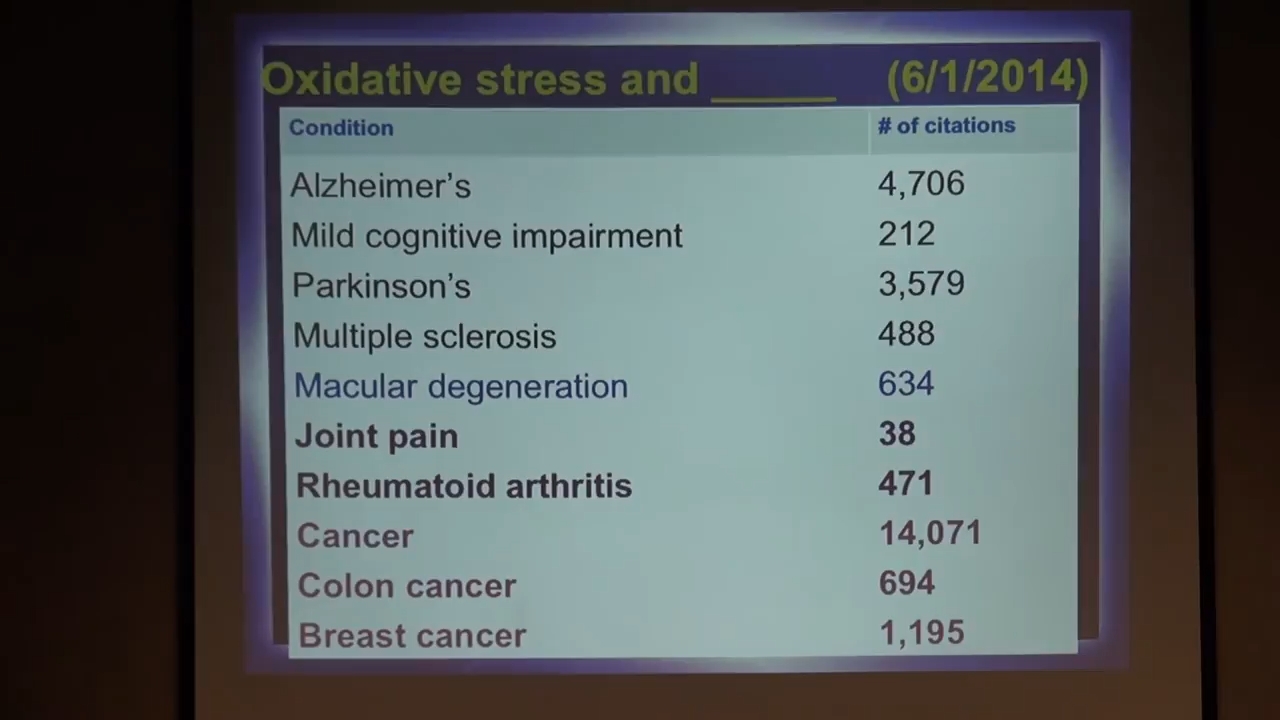 Oxidative stress and ______ (6/1/2014)
Condition # of citations
Alzheimer’s 4,706
Mild cognitive impairment 212
Parkinson’s 3,579
Multiple sclerosis 488
Macular degeneration 634
Joint pain 38
Rheumatoid arthritis 471
Cancer 14,071
Colon cancer 694
Breast cancer 1,195